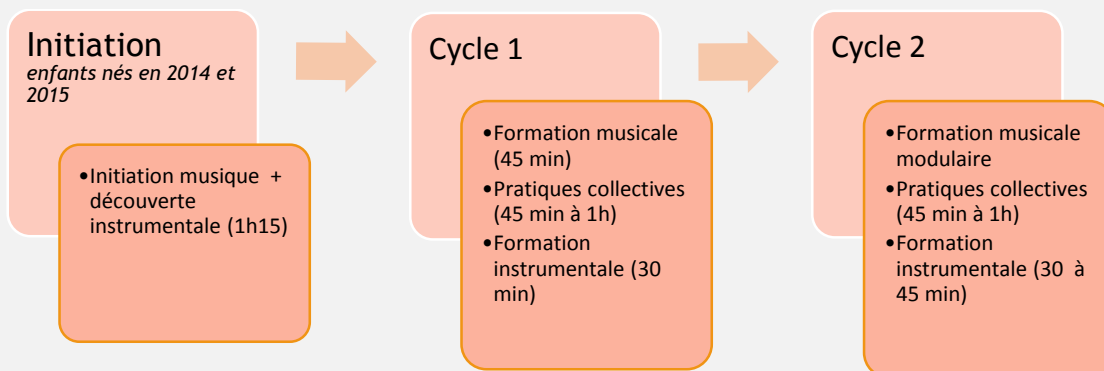 Initiation
enfants nés en 2014 et
2015
•Initiation musique +
découverte
instrumentale (1h15)
Cycle 1
•Formation musicale
(45 min)
•Pratiques collectives
(45 min à 1h)
•Formation
instrumentale (30
min)
Cycle 2
•Formation musicale
modulaire
•Pratiques collectives
(45 min à 1h)
•Formation
instrumentale (30 à
45 min)